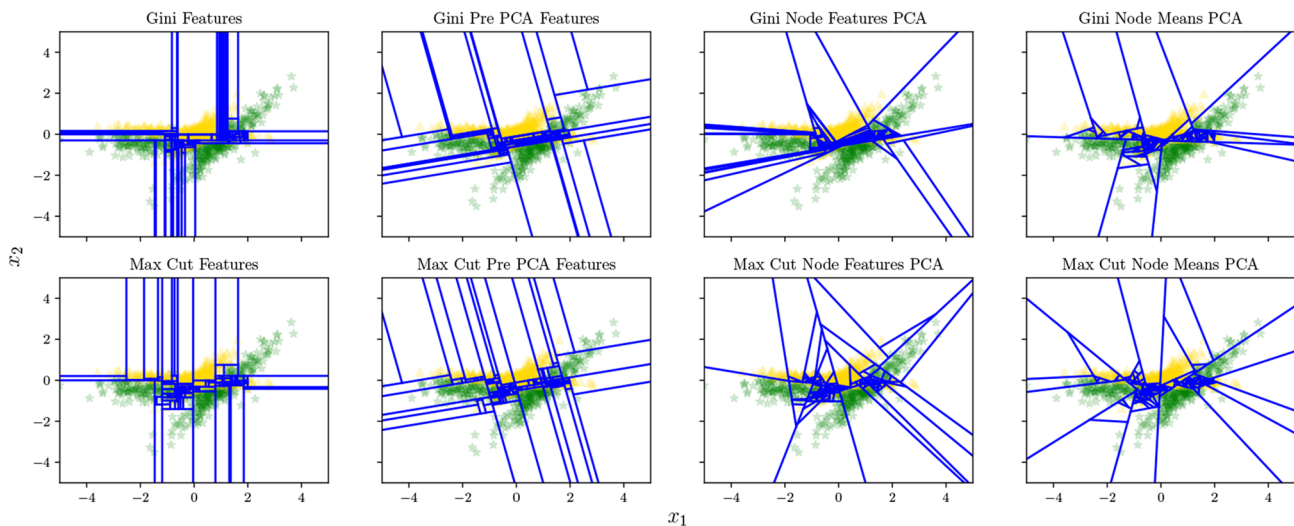 Gini Features
Gini Pre PCA Features
Gini Node Features PCA
Gini Node Means PCA
4
2
0
−2
−4
Max Cut Features
Max Cut Pre PCA Features
Max Cut Node Features PCA
Max Cut Node Means PCA
4
2
0
−2
−4
−4 −2 0 2 4
−4 −2 0 2 4
−4 −2 0 2 4
−4 −2 0 2 4
x₂
x₁